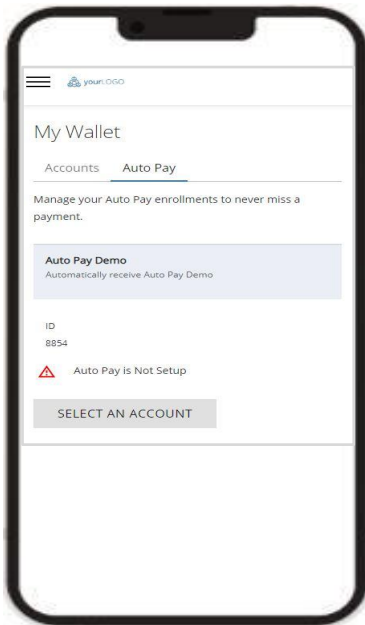 yourLOGO
My Wallet
Accounts Auto Pay
Manage your Auto Pay enrollments to never miss a
payment.
Auto Pay Demo
Automatically receive Auto Pay Demo
ID
8854
Auto Pay is Not Setup
SELECT AN ACCOUNT